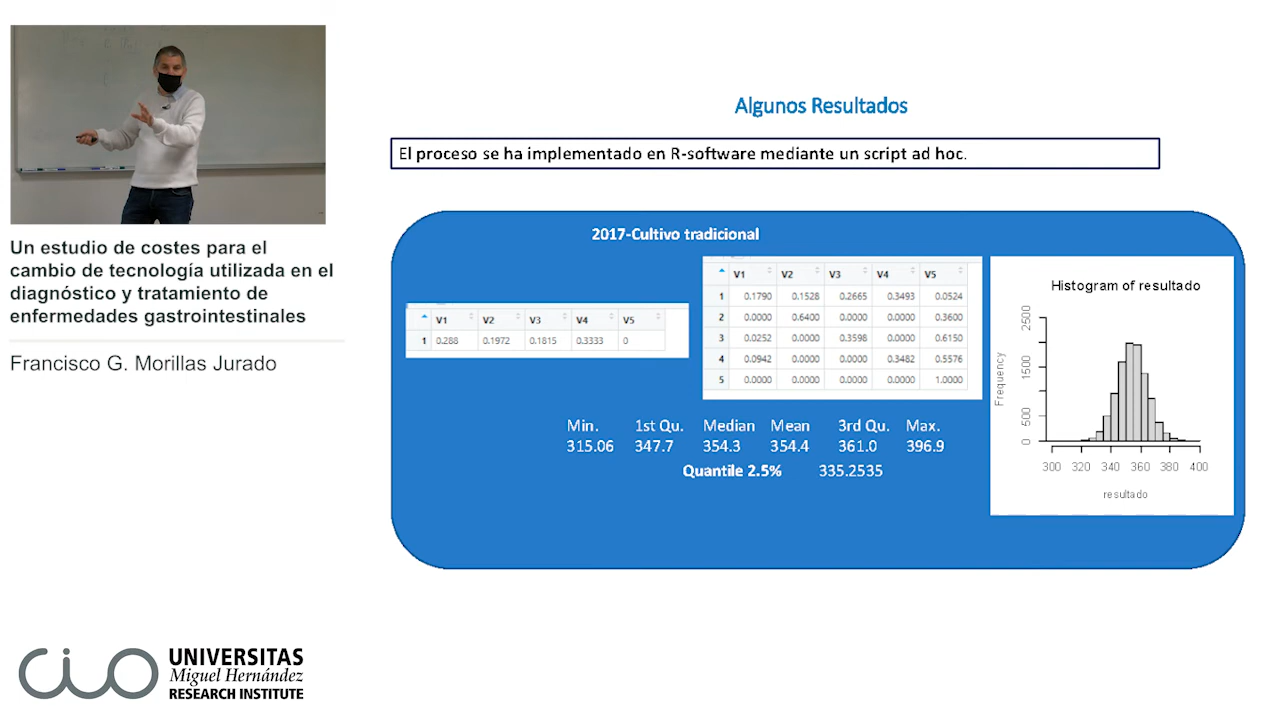 Algunos Resultados
El proceso se ha implementado en R-software mediante un script ad hoc.
Un estudio de costes para el
cambio de tecnología utilizada en el
diagnóstico y tratamiento de
enfermedades gastrointestinales
Francisco G. Morillas Jurado
2017-Cultivo tradicional
V1 V2 V3 V4 V5
1 0.288 0.1972 0.1815 0.3333 0
V1 V2 V3 V4 V5
1 0.1790 0.1528 0.2665 0.3493 0.0524
2 0.0000 0.6400 0.0000 0.0000 0.3600
3 0.0252 0.0000 0.3598 0.0000 0.6150
4 0.0942 0.0000 0.0000 0.3482 0.5576
5 0.0000 0.0000 0.0000 0.0000 1.0000
Min. 1st Qu. Median Mean 3rd Qu. Max.
315.06 347.7 354.3 354.4 361.0 396.9
Quantile 2.5% 335.2535
Histogram of resultado
Frequency
2500
1500
500
0
300 320 340 360 380 400
resultado
CIO
UNIVERSITAS
Miguel Hernández
RESEARCH INSTITUTE